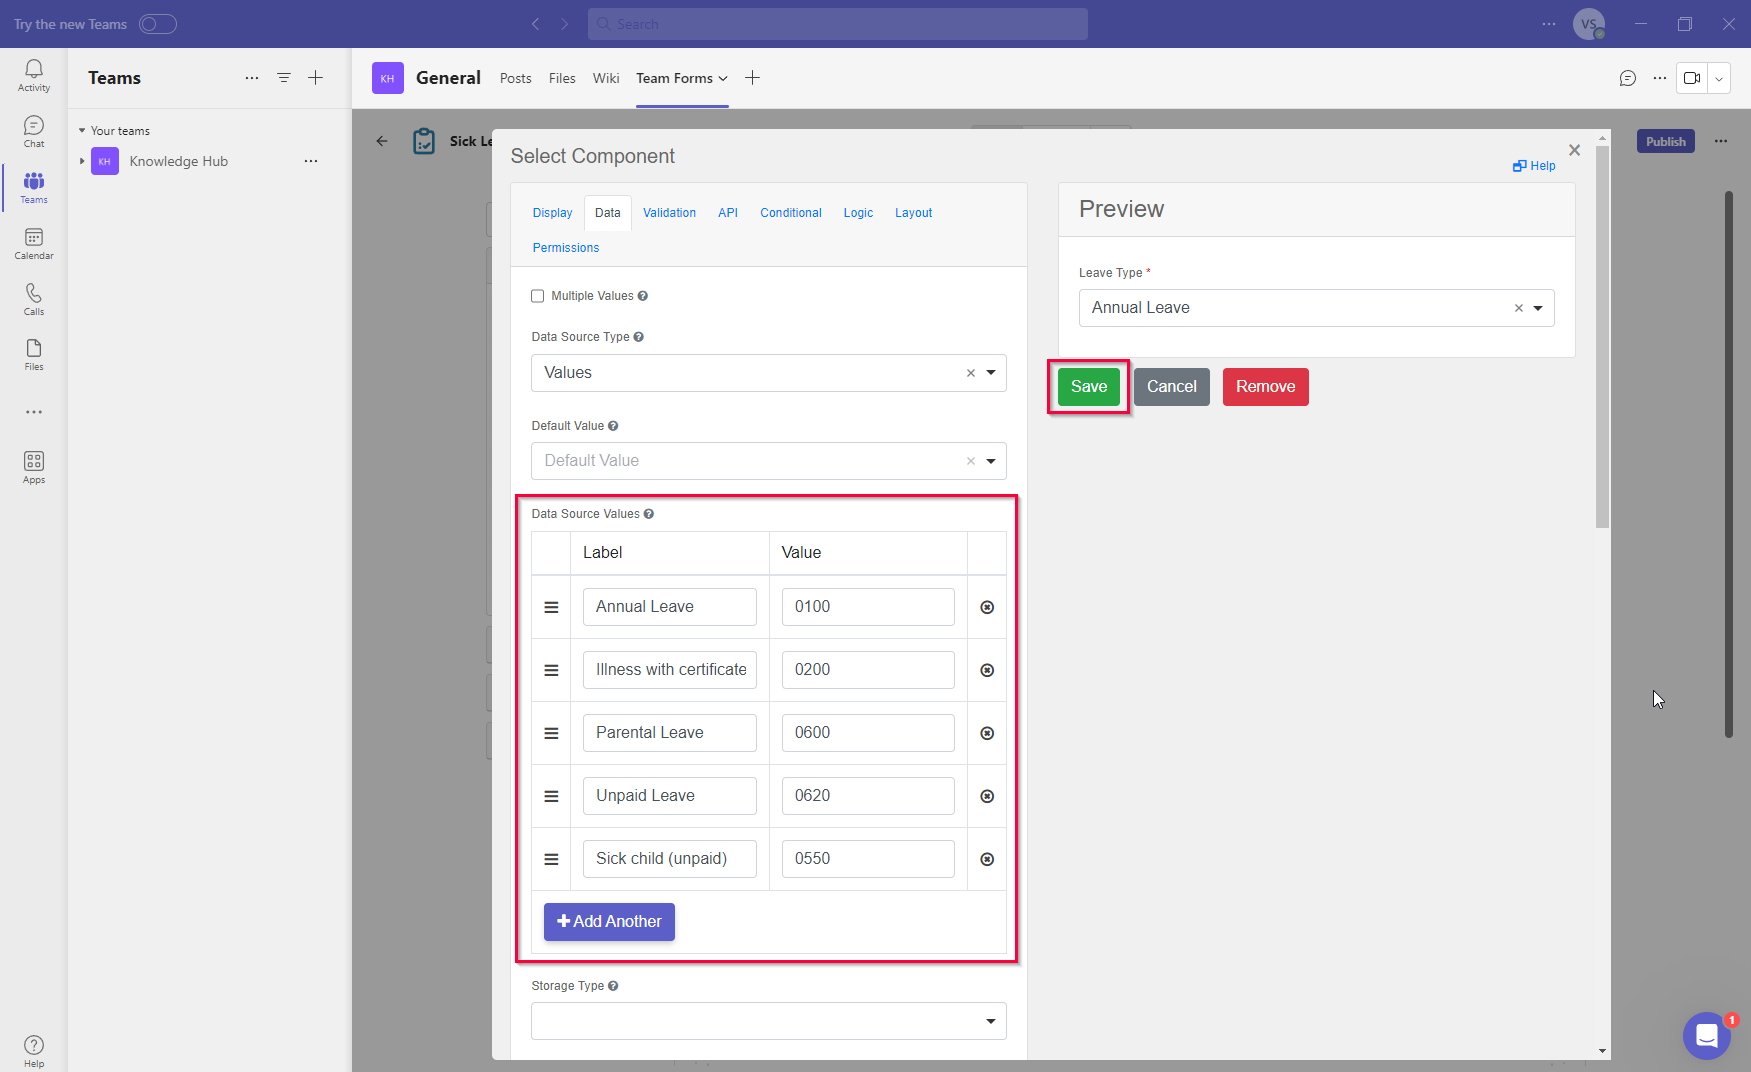 Try the new Teams
Search
VS
Activity
Chat
Teams
Calendar
Calls
Files
Apps
Help
Teams
Your teams
KH
Knowledge Hub
KH
General
Posts
Files
Wiki
Team Forms
Sick Le
Publish
Select Component
Help
Display
Data
Validation
API
Conditional
Logic
Layout
Permissions
Multiple Values
Data Source Type
Values
Default Value
Default Value
Data Source Values
Label Value
Annual Leave 0100
Illness with certificate 0200
Parental Leave 0600
Unpaid Leave 0620
Sick child (unpaid) 0550
Add Another
Storage Type
Preview
Leave Type *
Annual Leave
Save
Cancel
Remove
1